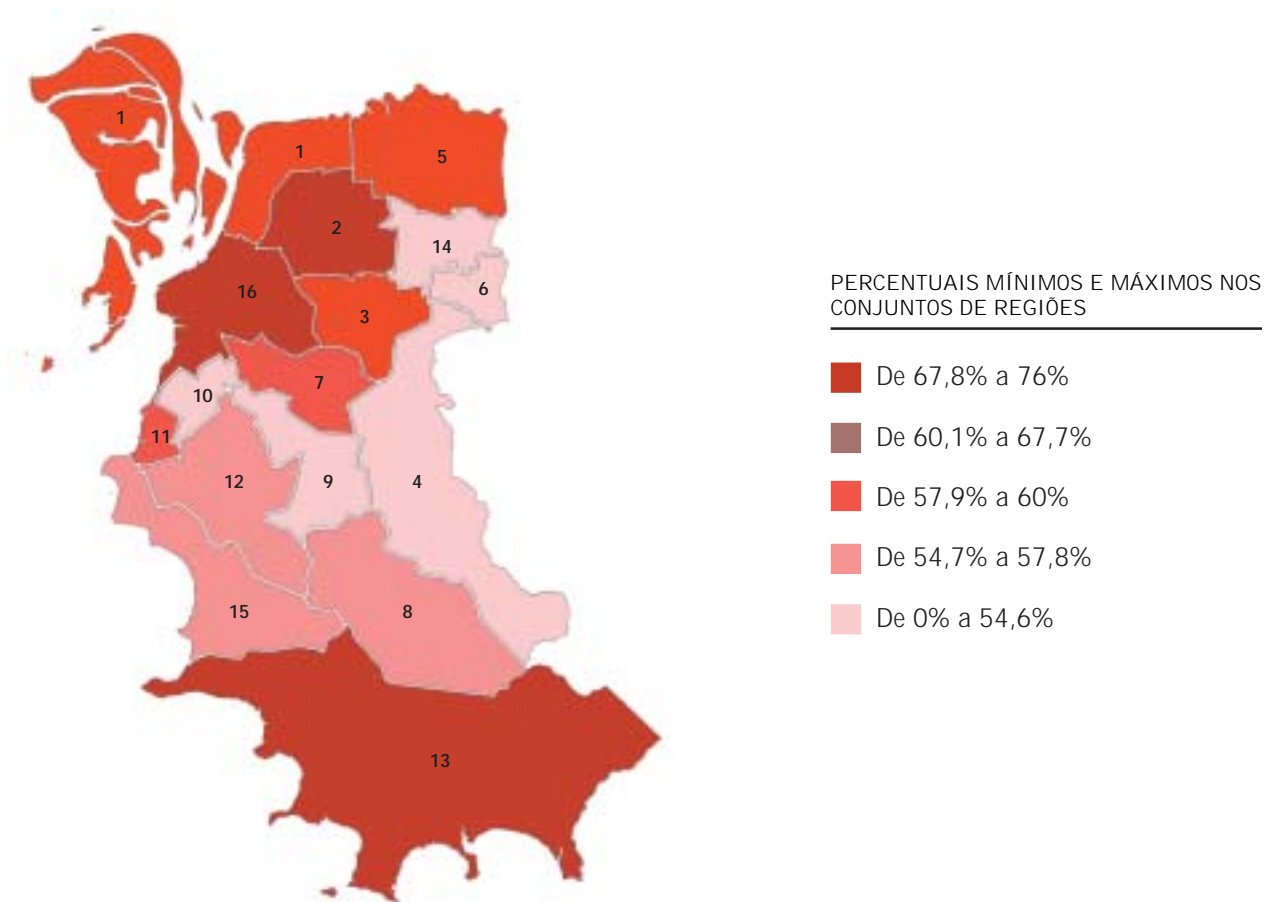 1
1
5
2
14
16
6
3
7
10
11
12
9
4
15
8
13
PERCENTUAIS MÍNIMOS E MÁXIMOS NOS
CONJUNTOS DE REGIÕES
De 67,8% a 76%
De 60,1% a 67,7%
De 57,9% a 60%
De 54,7% a 57,8%
De 0% a 54,6%